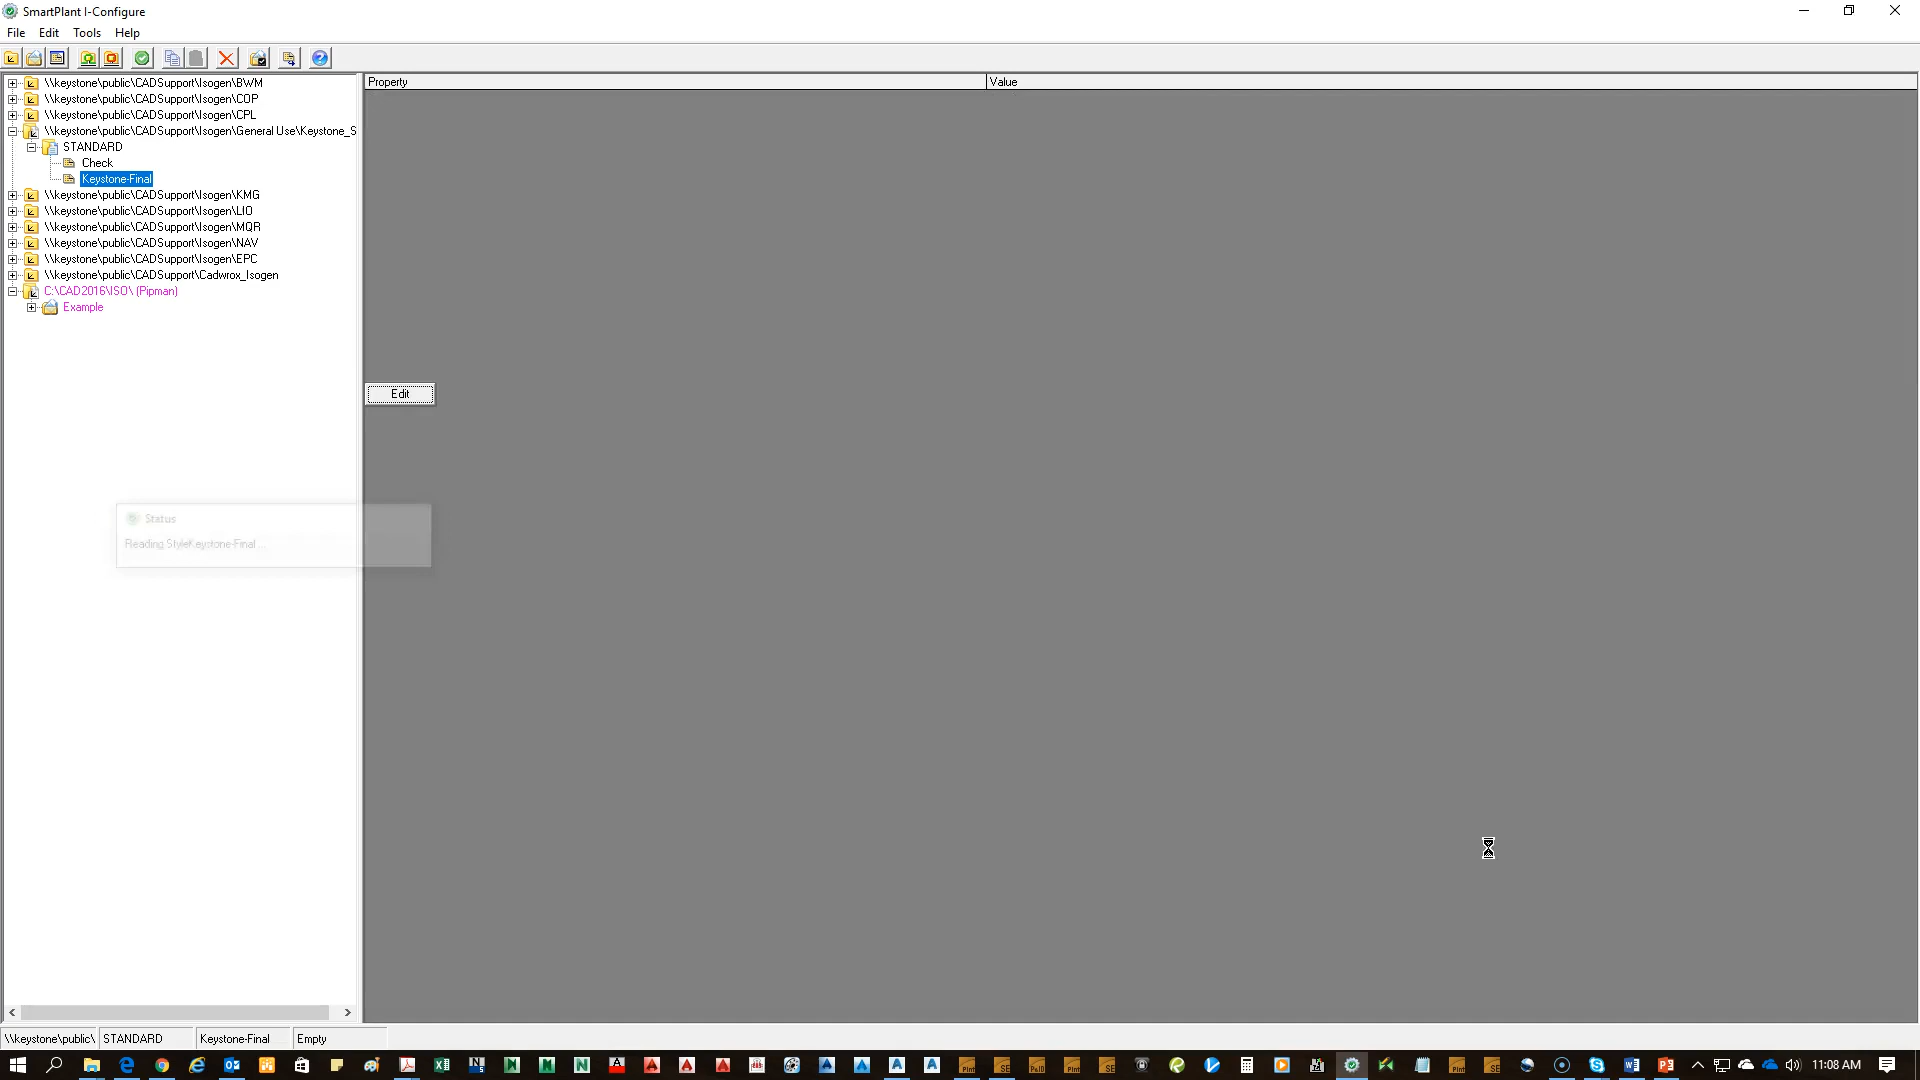 SmartPlant I-Configure
File Edit Tools Help
Property Value
\\keystone\public\CADSupport\Isogen\BWM
\\keystone\public\CADSupport\Isogen\COP
\\keystone\public\CADSupport\Isogen\CPL
\\keystone\public\CADSupport\Isogen\General Use\Keystone_S
STANDARD
Check
Keystone-Final
\\keystone\public\CADSupport\Isogen\KMG
\\keystone\public\CADSupport\Isogen\LIO
\\keystone\public\CADSupport\Isogen\MQR
\\keystone\public\CADSupport\Isogen\NAV
\\keystone\public\CADSupport\Isogen\EPC
\\keystone\public\CADSupport\Cadwrox_Isogen
C:\CAD2016\ISO\ (Pipman)
Example
Edit
Status
Reading StyleKeystone-Final ...
\\keystone\public\ STANDARD Keystone-Final Empty
11:08 AM